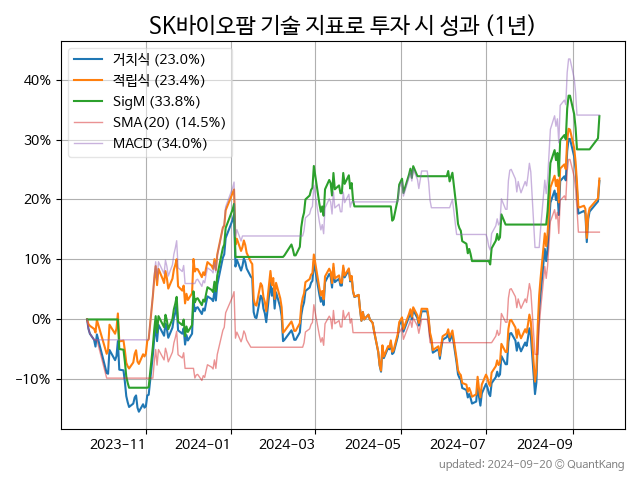 SK바이오팜 기술 지표로 투자 시 성과 (1년)
거치식 (23.0%)
적립식 (23.4%)
SigM (33.8%)
SMA(20) (14.5%)
MACD (34.0%)
40%
30%
20%
10%
0%
−10%
2023-11 2024-01 2024-03 2024-05 2024-07 2024-09
updated: 2024-09-20 © QuantKang